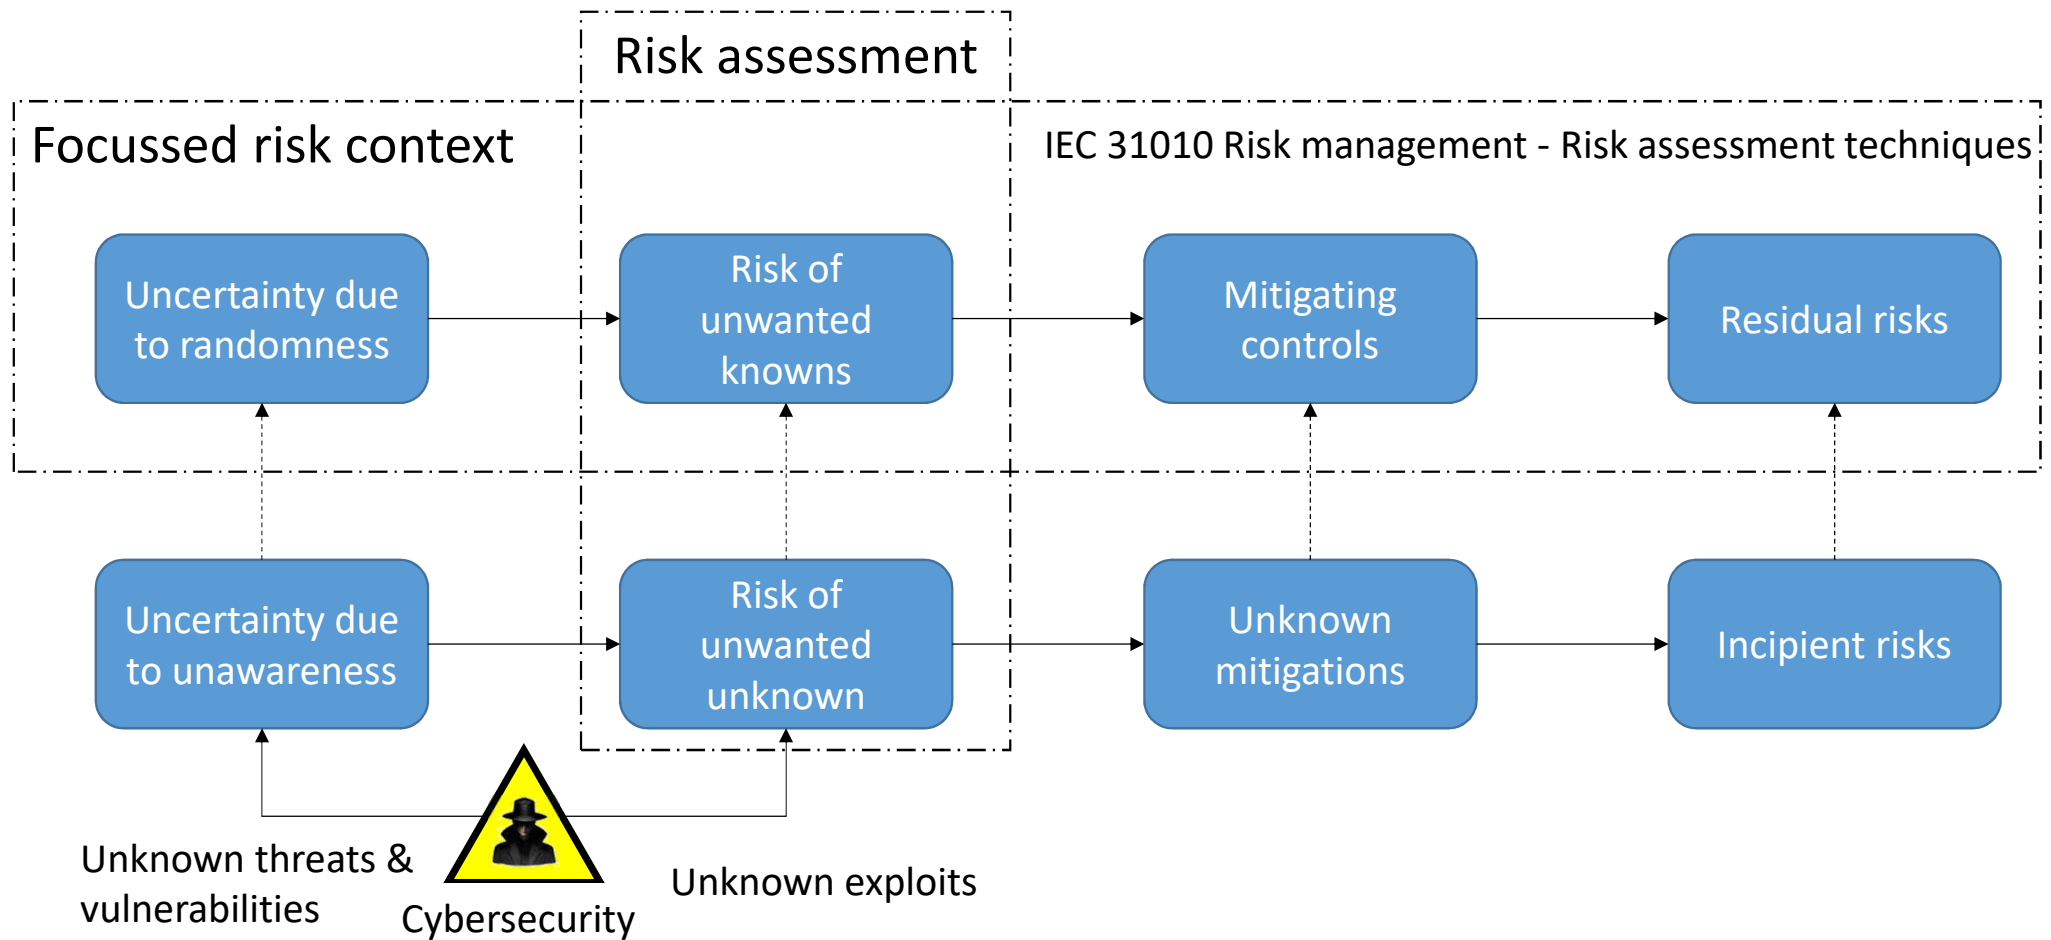 Risk assessment
Focussed risk context
IEC 31010 Risk management - Risk assessment techniques
Uncertainty due
to randomness
Risk of
unwanted
knowns
Mitigating
controls
Residual risks
Uncertainty due
to unawareness
Risk of
unwanted
unknown
Unknown
mitigations
Incipient risks
Unknown threats &
vulnerabilities
Cybersecurity
Unknown exploits